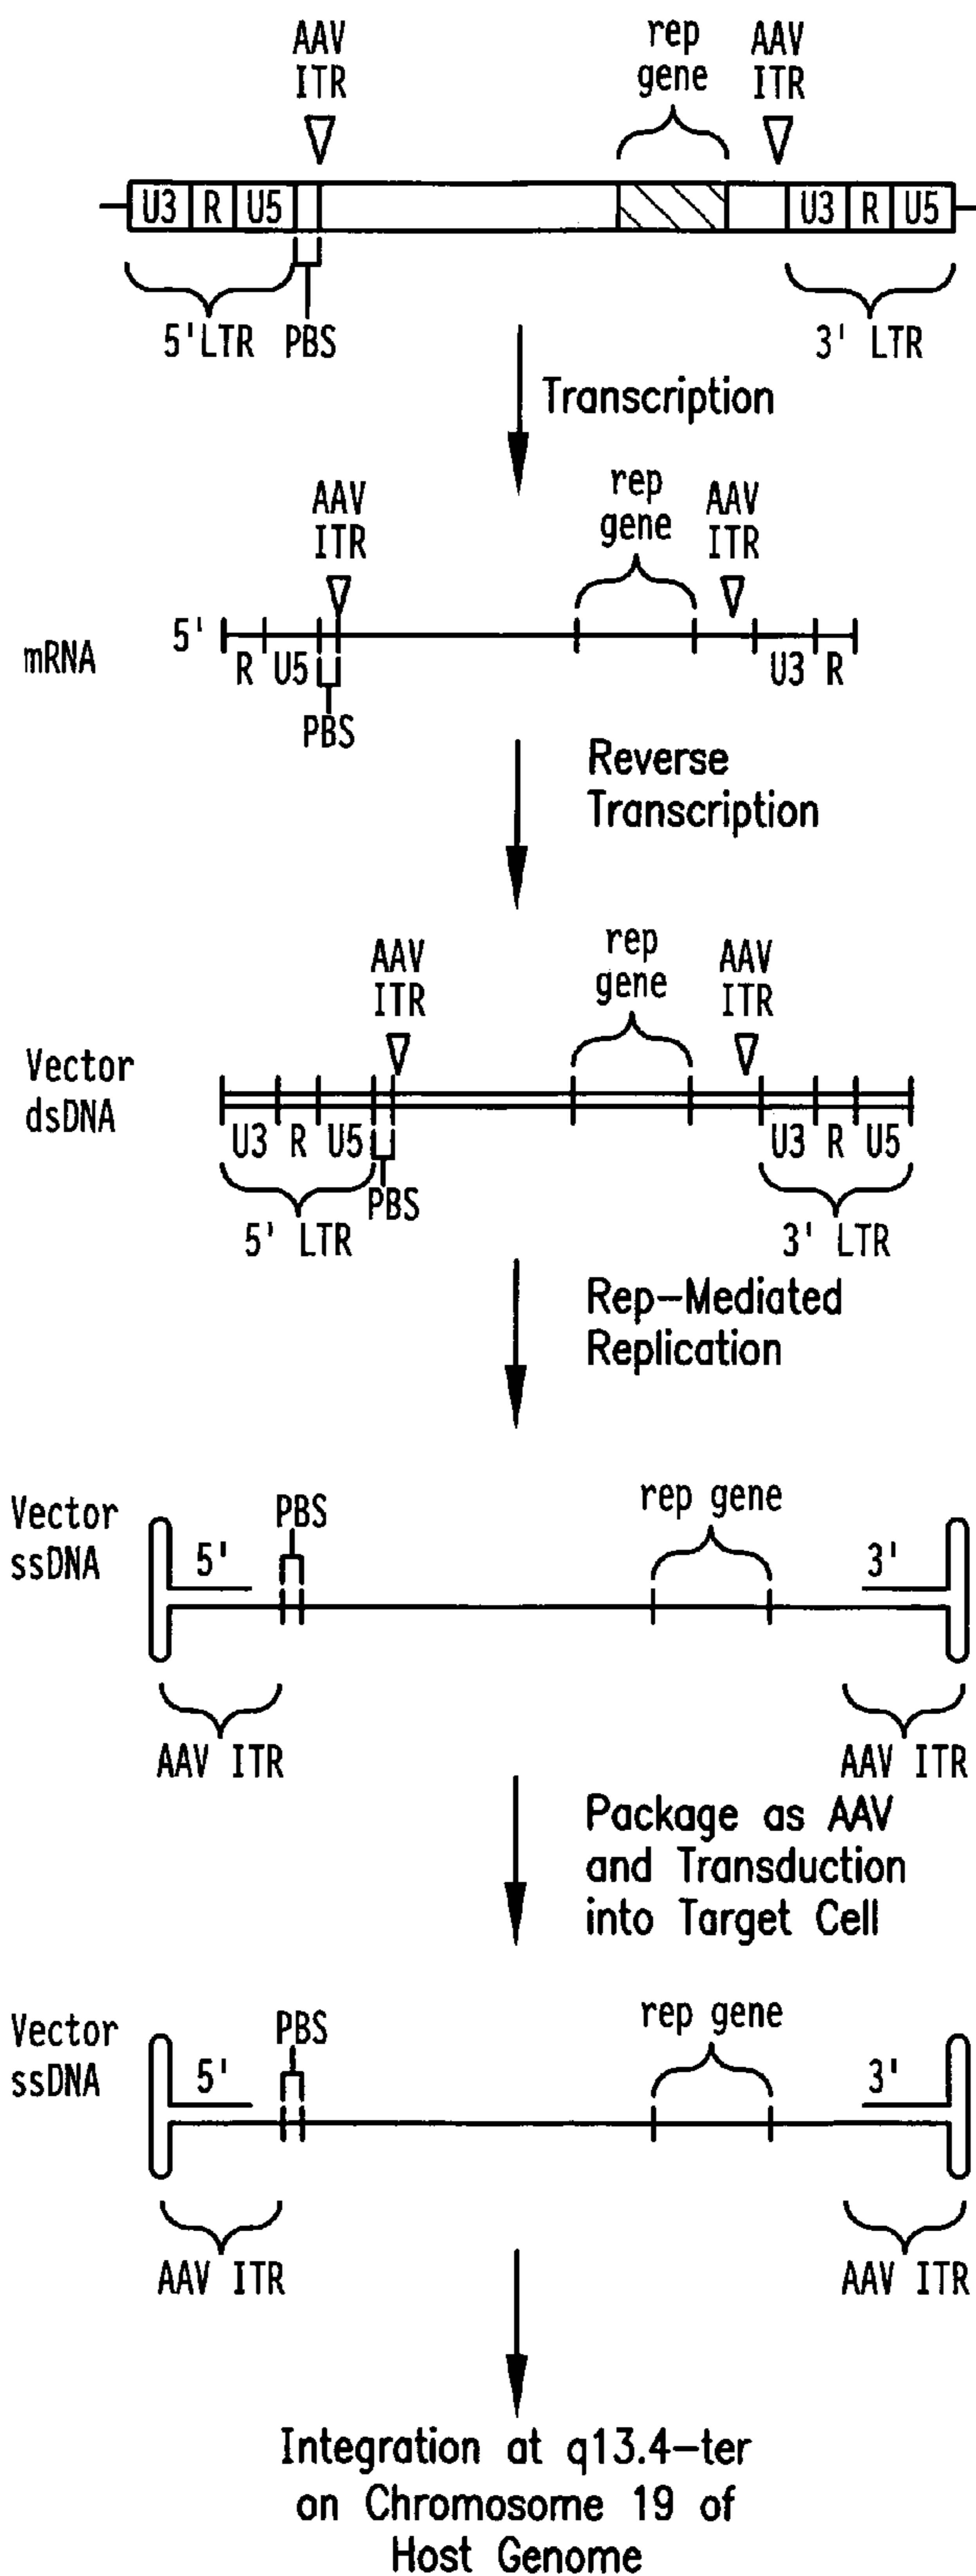 AAV
ITR
rep
gene
AAV
ITR
U3 R U5
U3 R U5
5'LTR PBS
3' LTR
Transcription
AAV
ITR
rep
gene
AAV
ITR
mRNA
5'
R U5
U3 R
PBS
Reverse
Transcription
AAV
ITR
rep
gene
AAV
ITR
Vector
dsDNA
U3 R U5
U3 R U5
PBS
5' LTR
3' LTR
Rep-Mediated
Replication
Vector
ssDNA
5'
PBS
rep gene
3'
AAV ITR
AAV ITR
Package as AAV
and Transduction
into Target Cell
Vector
ssDNA
5'
PBS
rep gene
3'
AAV ITR
AAV ITR
Integration at q13.4-ter
on Chromosome 19 of
Host Genome